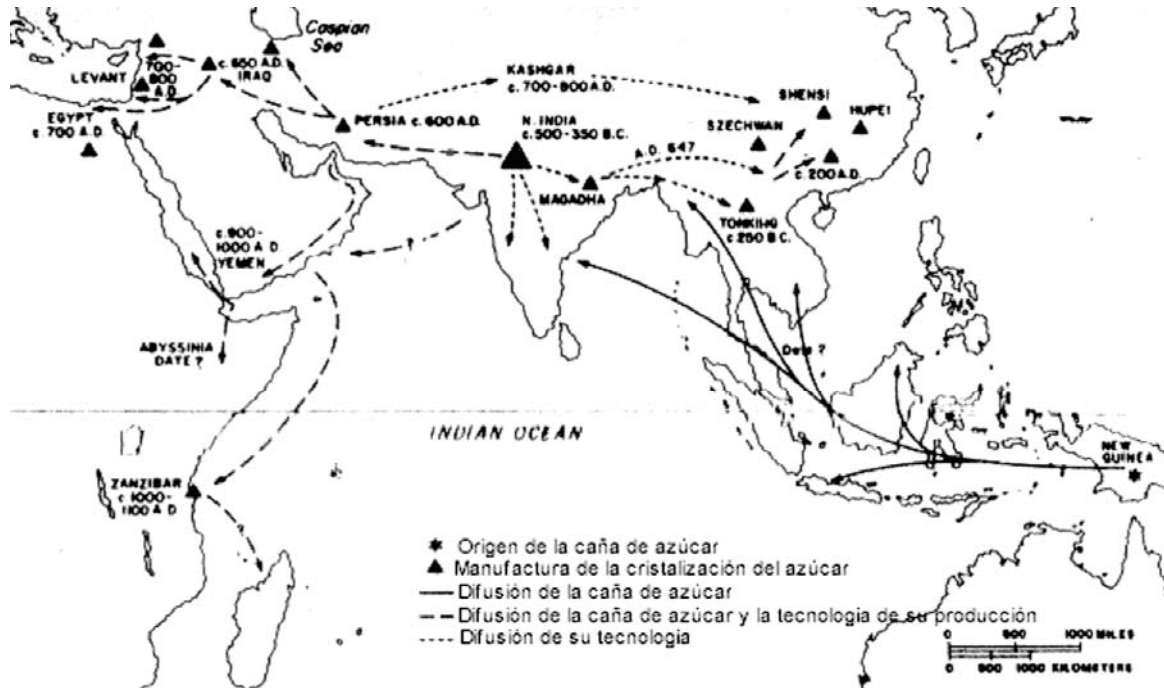 Caspian
Sea
LEVANT
700-
800
A.D.
c. 650 A.D.
IRAQ
EGYPT
c. 700 A.D.
PERSIA c. 600 A.D.
KASHGAR
c. 700-800 A.D.
N. INDIA
c. 500-350 B.C.
SHENSI
HUPEI
SZECHWAN
A.D. 647
c. 200 A.D.
MAGADHA
TONKING
c. 250 B.C.
?
c. 900-
1000 A.D.
YEMEN
ABYSSINIA
DATE ?
Date ?
INDIAN OCEAN
NEW
GUINEA
ZANZIBAR
c. 1000-
1100 A.D.
?
Origen de la caña de azúcar
Manufactura de la cristalización del azúcar
Difusión de la caña de azúcar
Difusión de la caña de azúcar y la tecnologia de su producción
Difusión de su tecnologia
0 500 1000 MILES
0 500 1000 KILOMETERS